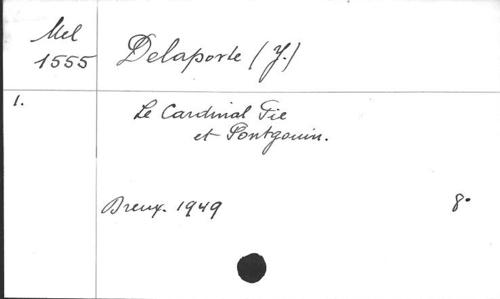 Mel
1555
Delaporte (Y.)
1.
Le Cardinal Pie
et Pontgouin.
Dreux. 1949
8°